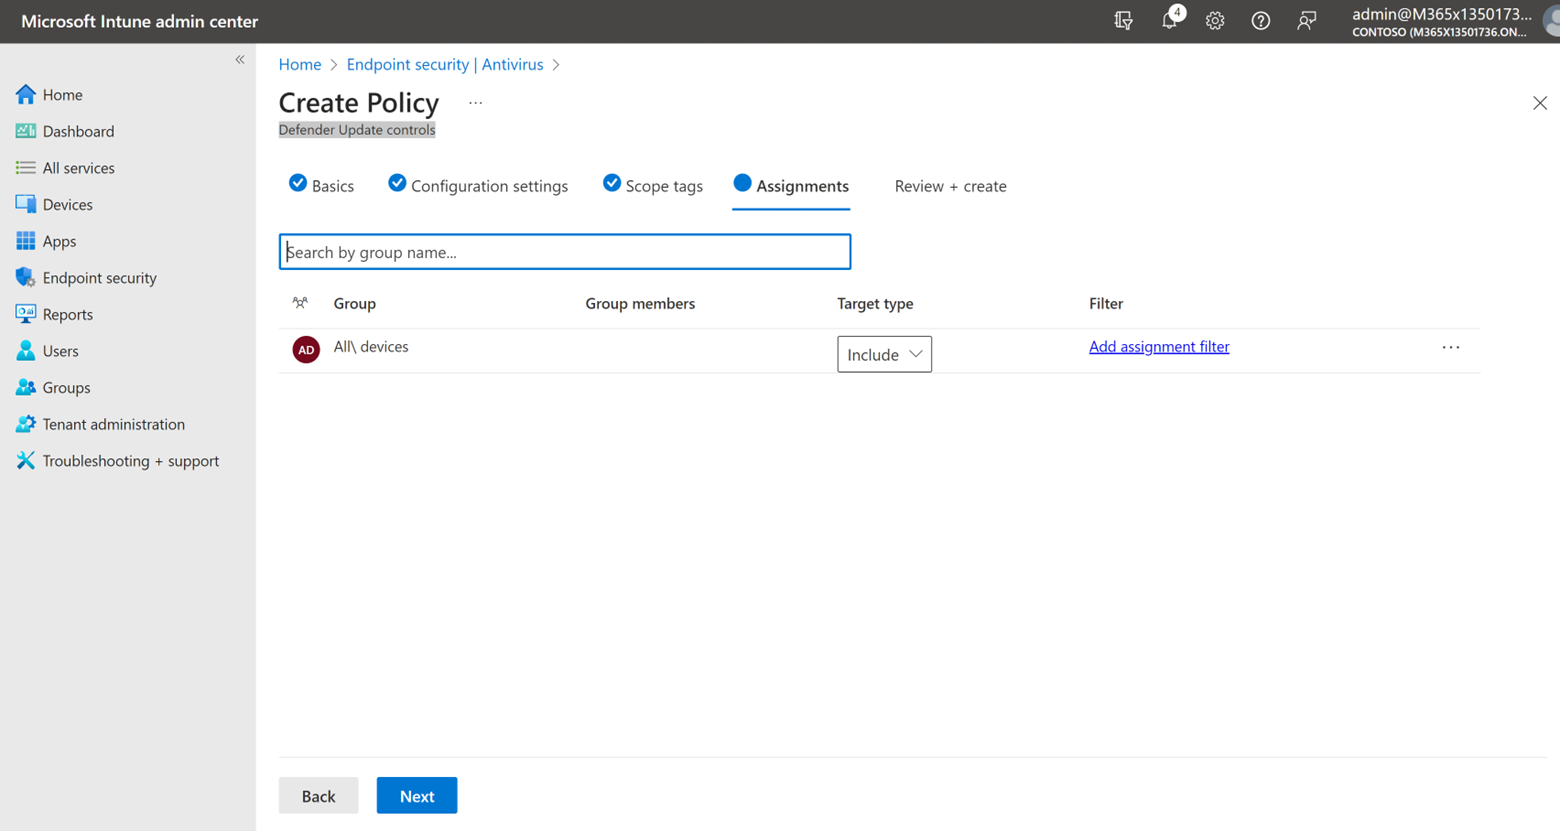 Microsoft Intune admin center
4
admin@M365x1350173...
CONTOSO (M365X13501736.ON...
«
Home
Dashboard
All services
Devices
Apps
Endpoint security
Reports
Users
Groups
Tenant administration
Troubleshooting + support
Home > Endpoint security | Antivirus >
Create Policy ...
Defender Update controls
Basics Configuration settings Scope tags Assignments Review + create
Search by group name...
Group Group members Target type Filter
AD All\ devices Include Add assignment filter ...
Back Next